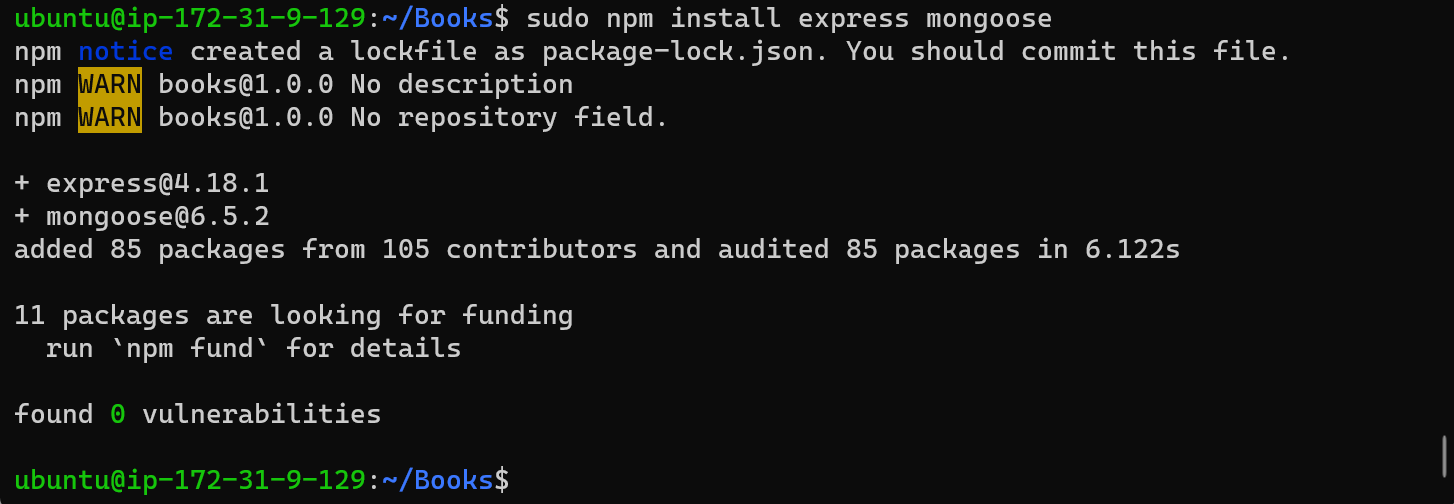 ubuntu@ip-172-31-9-129:~/Books$ sudo npm install express mongoose
npm notice created a lockfile as package-lock.json. You should commit this file.
npm WARN books@1.0.0 No description
npm WARN books@1.0.0 No repository field.
+ express@4.18.1
+ mongoose@6.5.2
added 85 packages from 105 contributors and audited 85 packages in 6.122s
11 packages are looking for funding
  run `npm fund` for details
found 0 vulnerabilities
ubuntu@ip-172-31-9-129:~/Books$